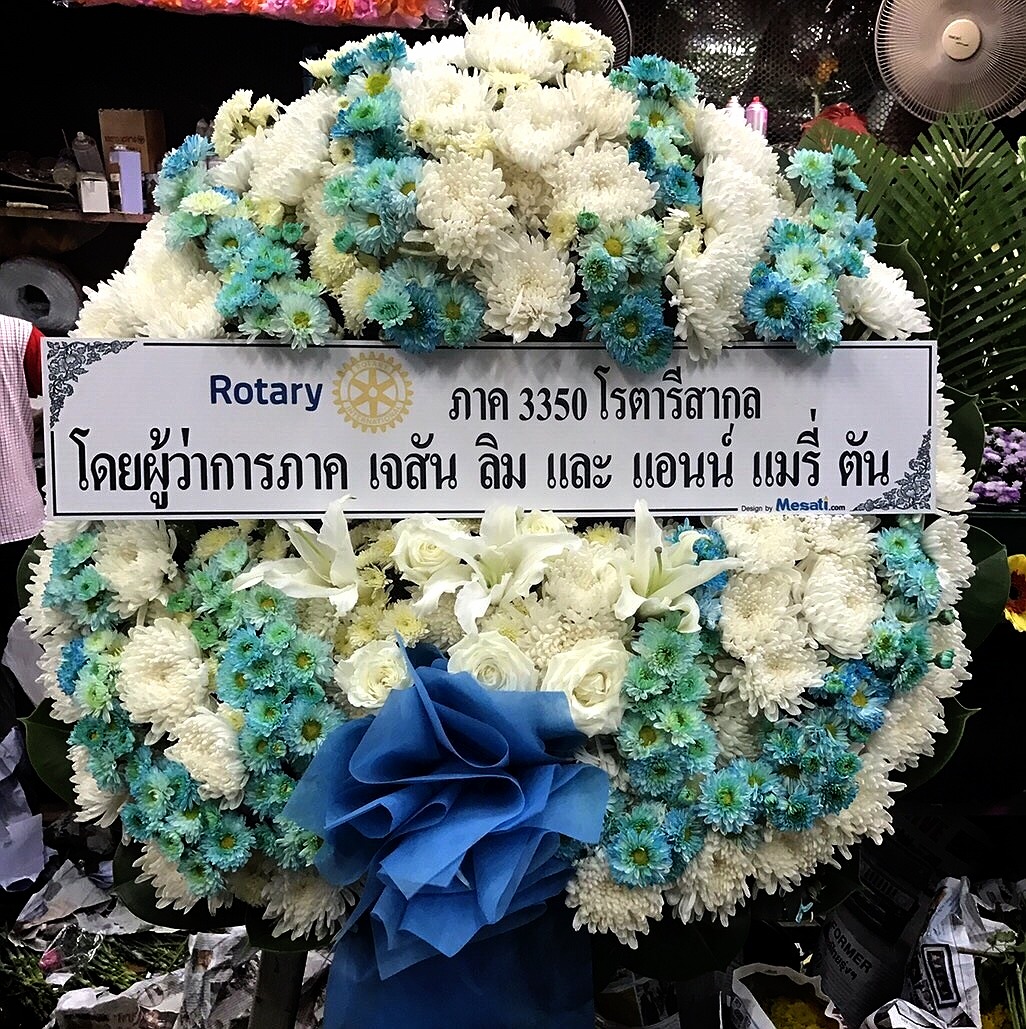 Rotary ภาค 3350 โรตารีสากล
โดยผู้ว่าการภาค เจสัน ลิม และ แอนน์ แมรี่ ตัน
Design by Mesati.com